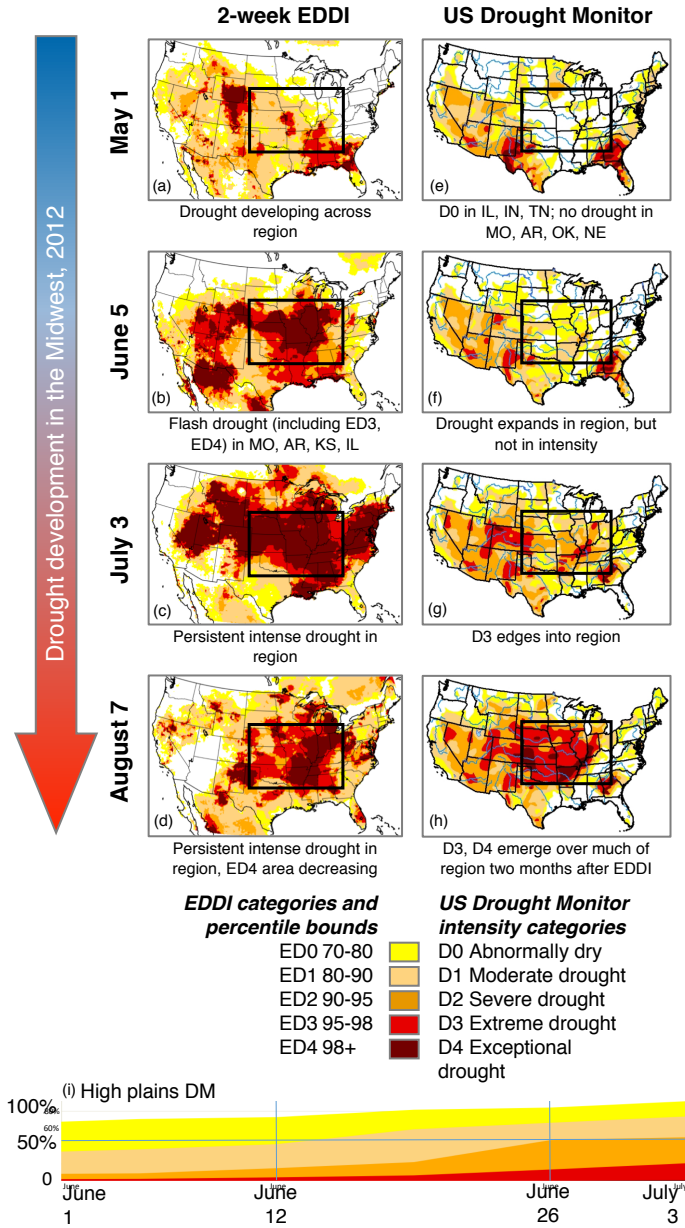 2-week EDDI
US Drought Monitor
Drought development in the Midwest, 2012
May 1
(a)
(e)
Drought developing across
region
D0 in IL, IN, TN; no drought in
MO, AR, OK, NE
June 5
(b)
(f)
Flash drought (including ED3,
ED4) in MO, AR, KS, IL
Drought expands in region, but
not in intensity
July 3
(c)
(g)
Persistent intense drought in
region
D3 edges into region
August 7
(d)
(h)
Persistent intense drought in
region, ED4 area decreasing
D3, D4 emerge over much of
region two months after EDDI
EDDI categories and
percentile bounds
US Drought Monitor
intensity categories
ED0 70-80
D0 Abnormally dry
ED1 80-90
D1 Moderate drought
ED2 90-95
D2 Severe drought
ED3 95-98
D3 Extreme drought
ED4 98+
D4 Exceptional
drought
(i) High plains DM
100%
60%
50%
0
June
1
June
12
June
26
July
3